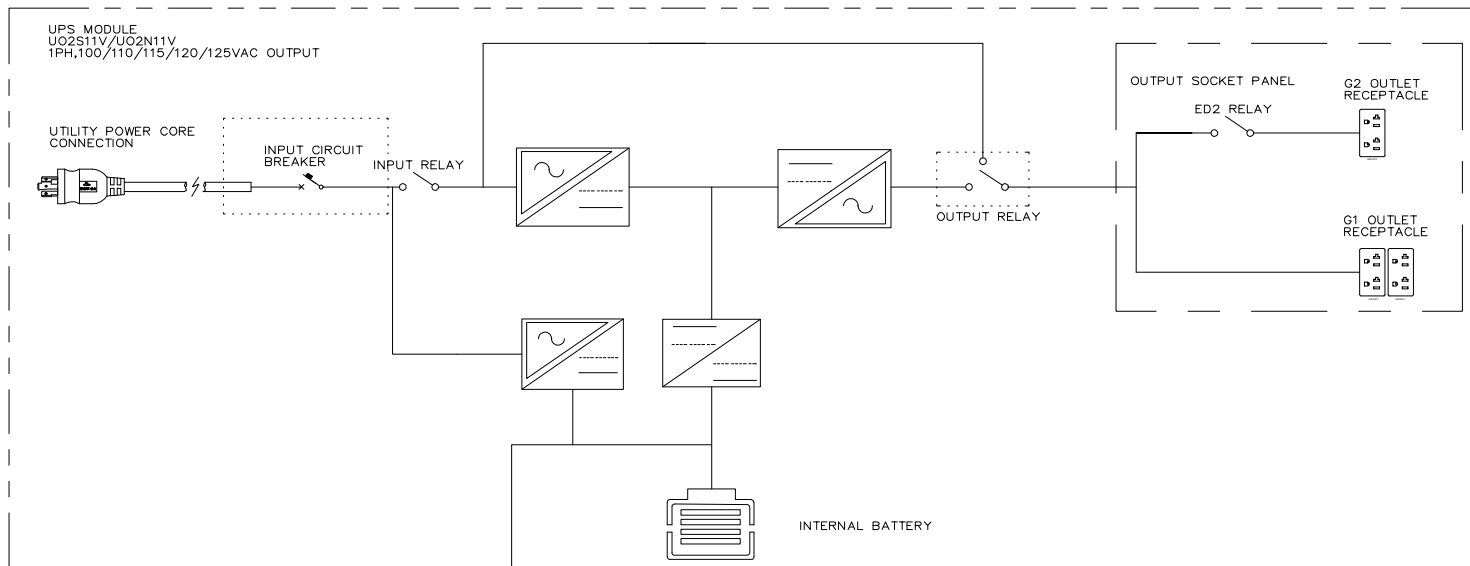 UPS MODULE
UO2S11V/UO2N11V
1PH,100/110/115/120/125VAC OUTPUT
UTILITY POWER CORE
CONNECTION
INPUT CIRCUIT
BREAKER
INPUT RELAY
OUTPUT RELAY
OUTPUT SOCKET PANEL
ED2 RELAY
G2 OUTLET
RECEPTACLE
G1 OUTLET
RECEPTACLE
INTERNAL BATTERY